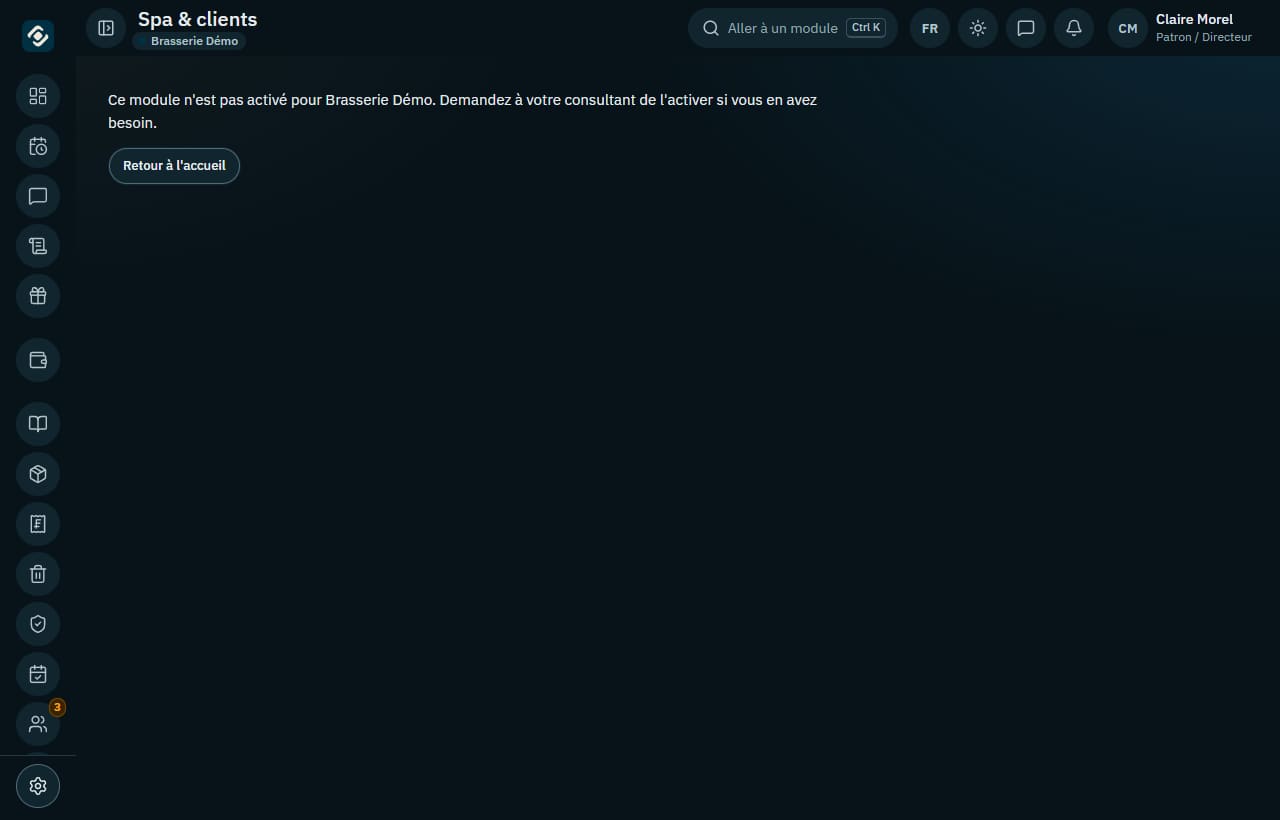 Spa & clients
Brasserie Démo
Aller à un module
Ctrl K
FR
CM
Claire Morel
Patron / Directeur
Ce module n'est pas activé pour Brasserie Démo. Demandez à votre consultant de l'activer si vous en avez
besoin.
Retour à l'accueil
3